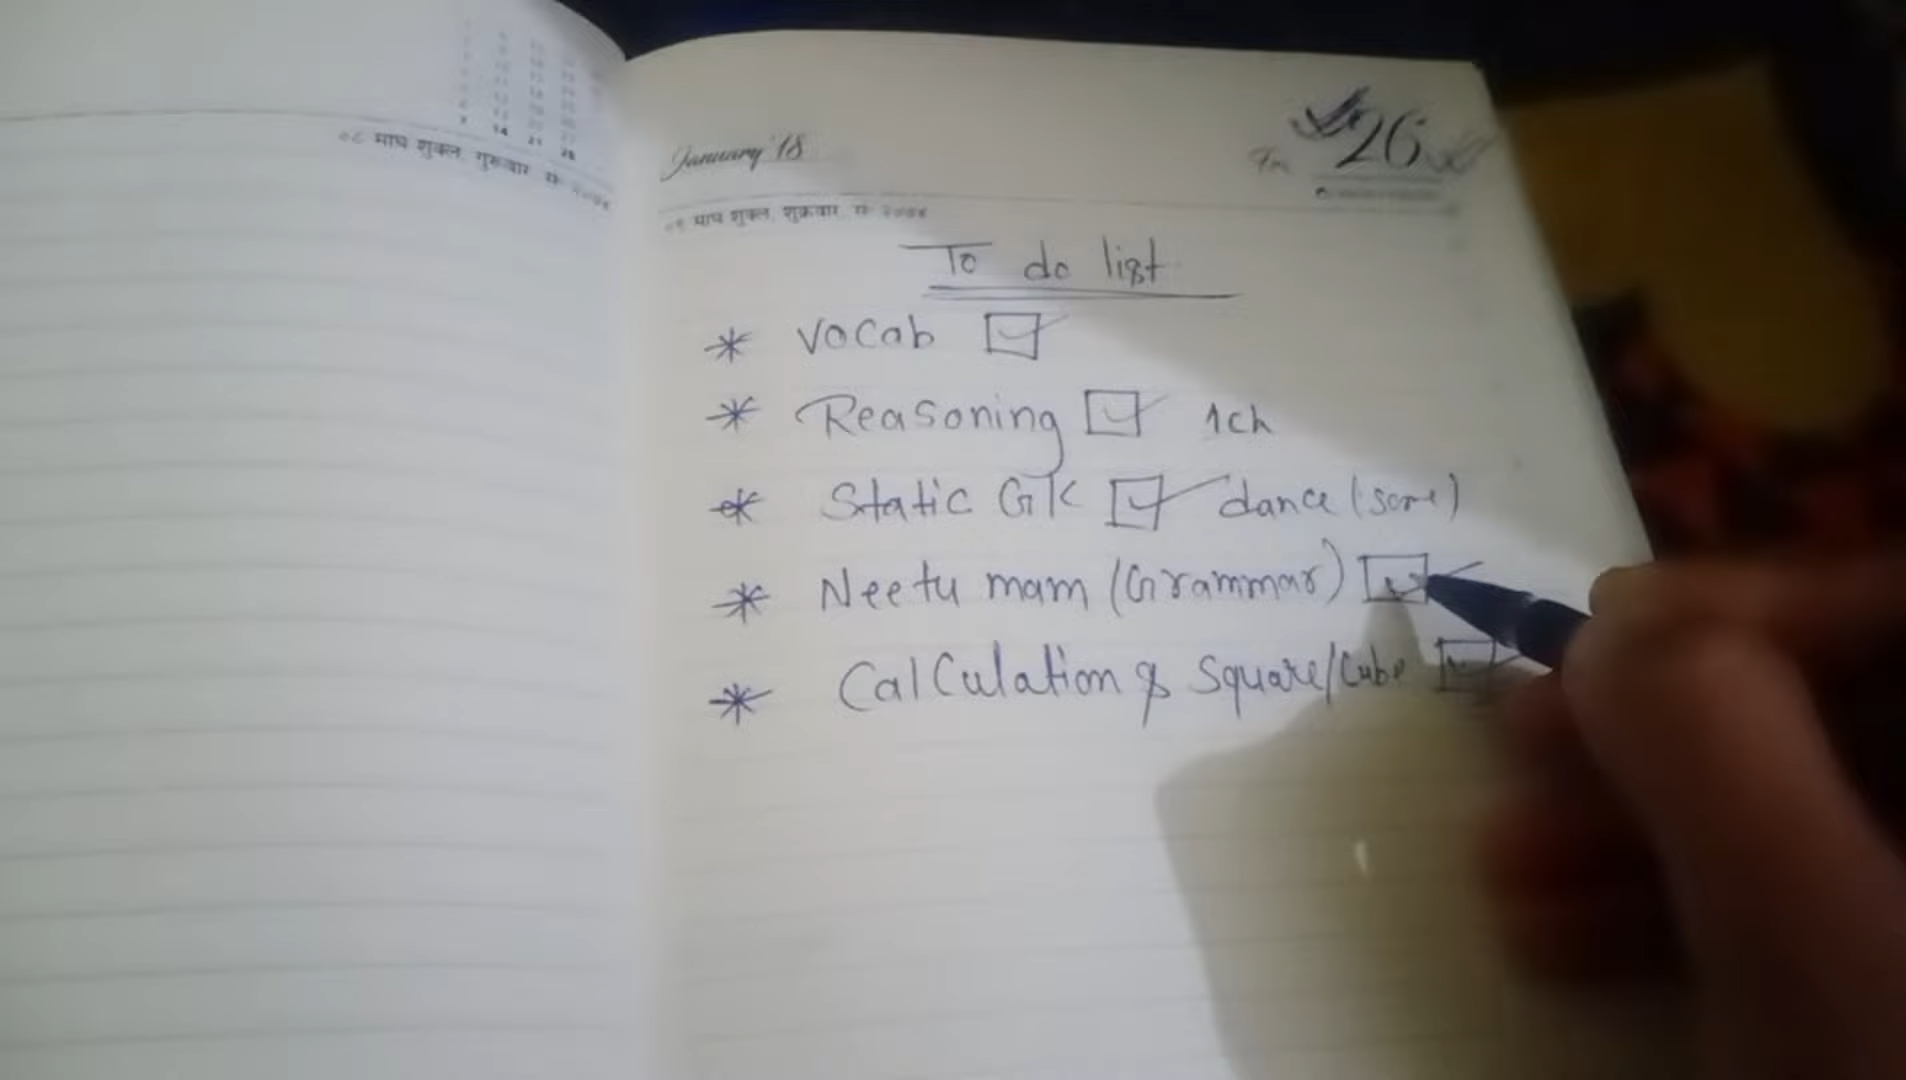 माघ शुक्ल, गुरुवार
January '18
26
माघ शुक्ल, शुक्रवार
To do list
* Vocab ☑
* Reasoning ☑ 1ch
* Static GK ☑ dance (some)
* Neetu mam (Grammar) ☑
* Calculation & Square/Cube ☑